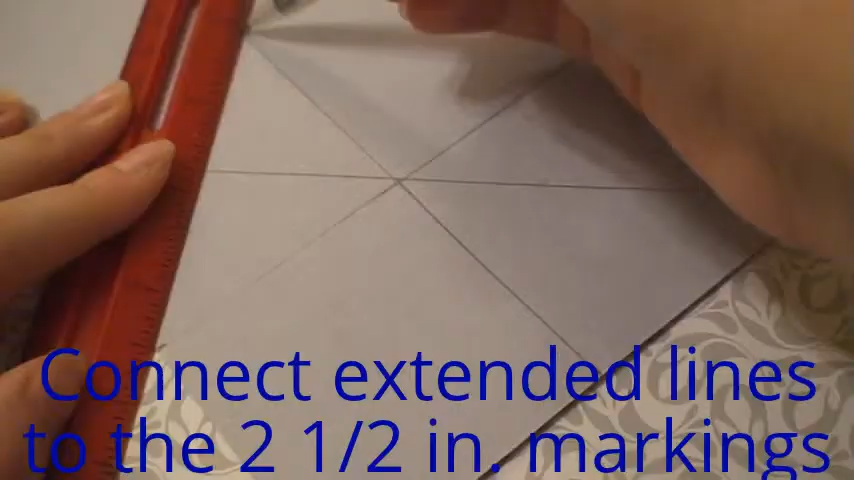 Connect extended lines
to the 2 1/2 in. markings